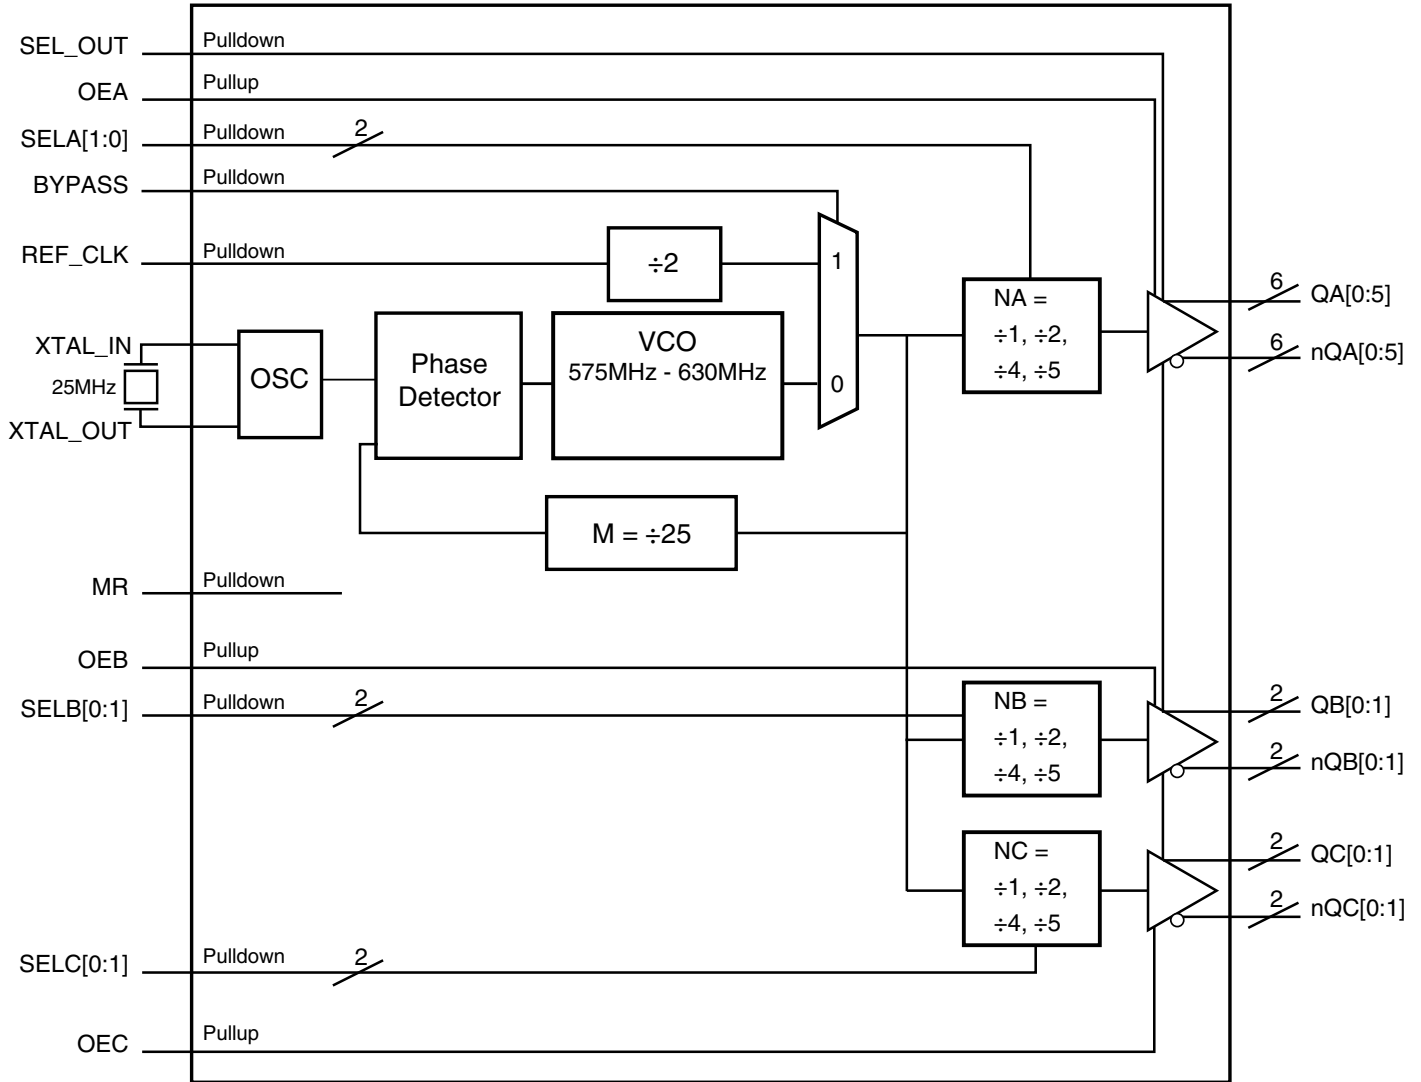 SEL_OUT
Pulldown
OEA
Pullup
SELA[1:0]
Pulldown
2
BYPASS
Pulldown
REF_CLK
Pulldown
÷2
1
NA =
÷1, ÷2,
÷4, ÷5
6
QA[0:5]
6
nQA[0:5]
XTAL_IN
25MHz
XTAL_OUT
OSC
Phase
Detector
VCO
575MHz - 630MHz
0
M = ÷25
MR
Pulldown
OEB
Pullup
SELB[0:1]
Pulldown
2
NB =
÷1, ÷2,
÷4, ÷5
2
QB[0:1]
2
nQB[0:1]
NC =
÷1, ÷2,
÷4, ÷5
2
QC[0:1]
2
nQC[0:1]
SELC[0:1]
Pulldown
2
OEC
Pullup